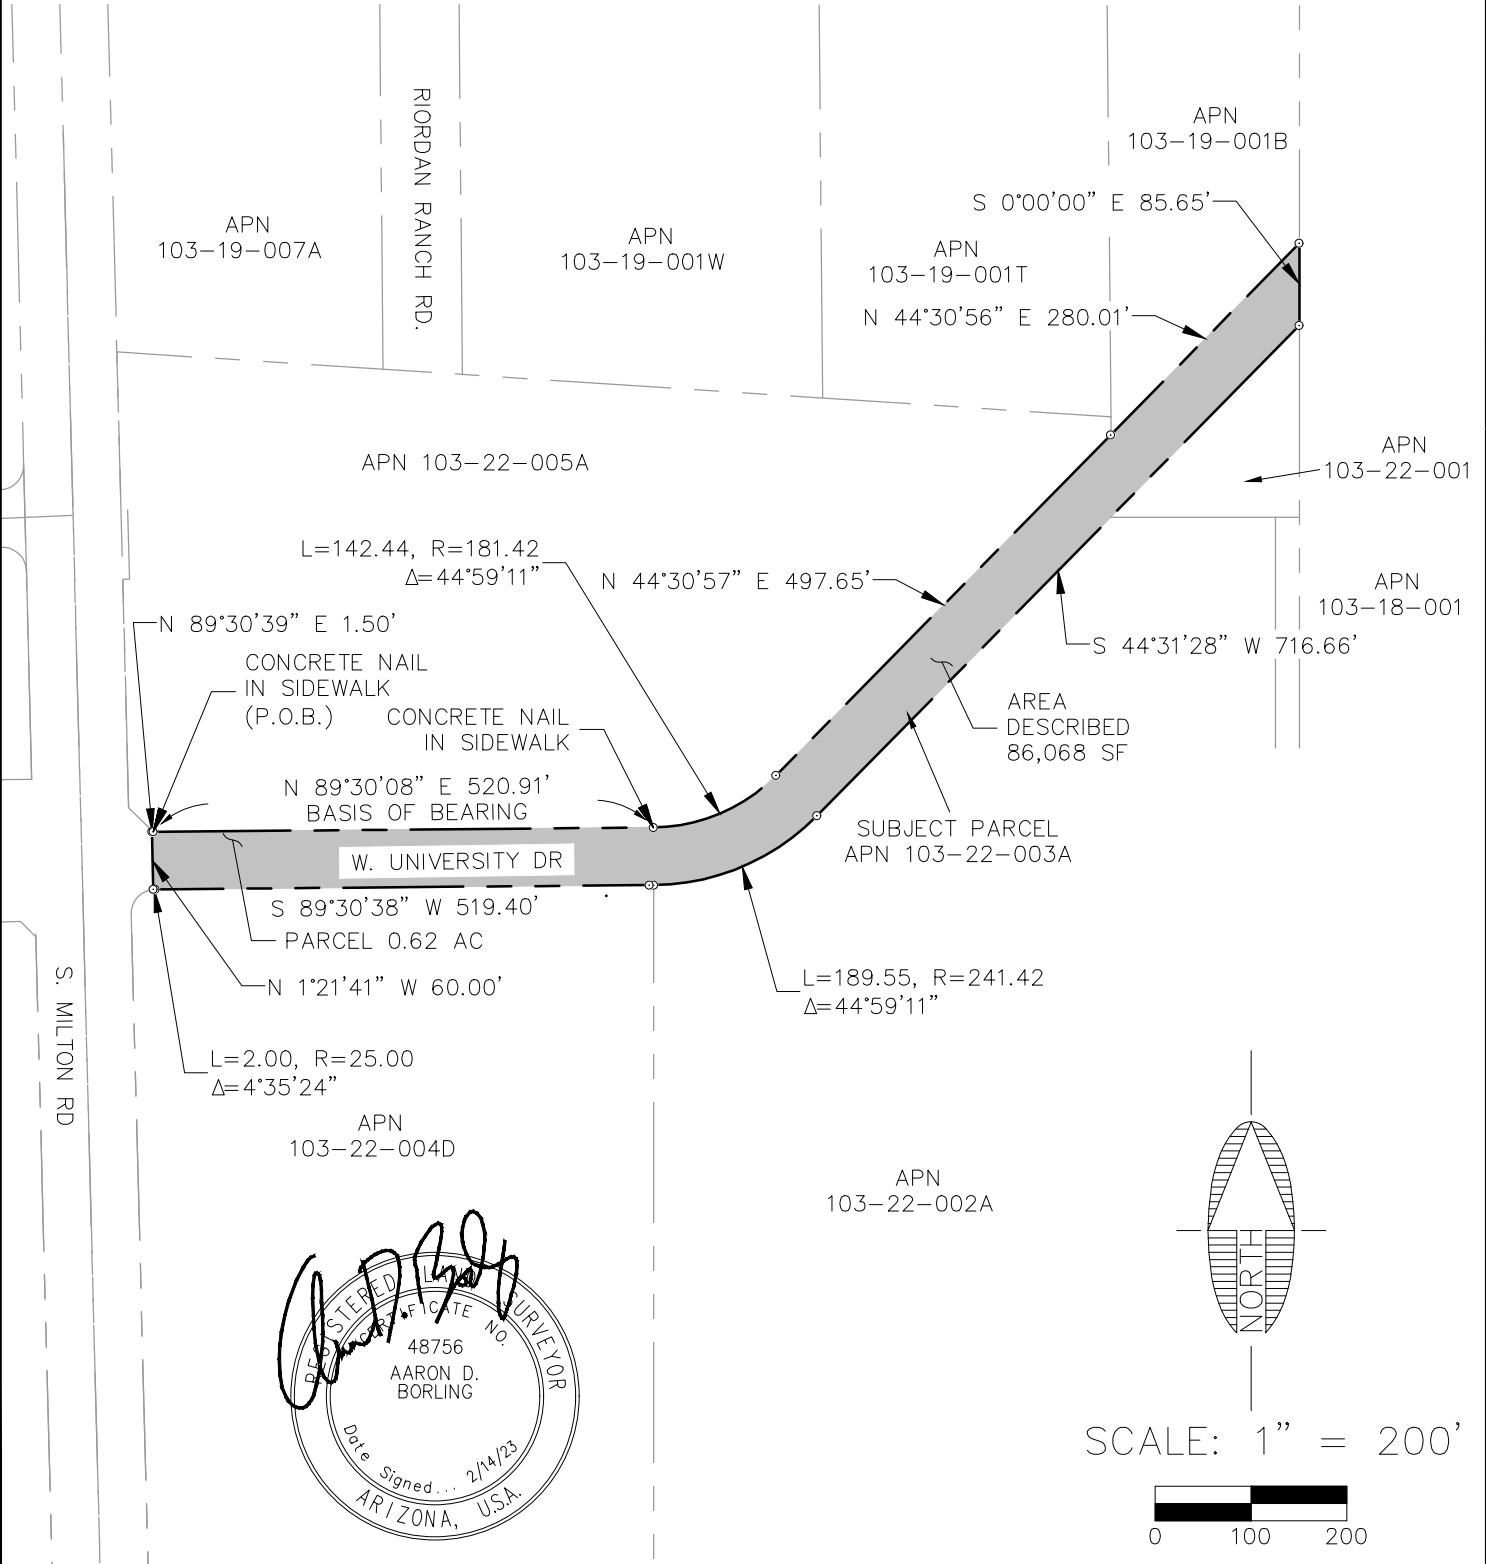 APN
103-19-001B
S 0°00'00" E 85.65'
RIORDAN RANCH RD.
APN
103-19-007A
APN
103-19-001W
APN
103-19-001T
N 44°30'56" E 280.01'
APN 103-22-005A
APN
103-22-001
L=142.44, R=181.42
Δ=44°59'11"
N 44°30'57" E 497.65'
APN
103-18-001
N 89°30'39" E 1.50'
S 44°31'28" W 716.66'
CONCRETE NAIL
IN SIDEWALK
(P.O.B.)
CONCRETE NAIL
IN SIDEWALK
AREA
DESCRIBED
86,068 SF
N 89°30'08" E 520.91'
BASIS OF BEARING
SUBJECT PARCEL
APN 103-22-003A
W. UNIVERSITY DR
S 89°30'38" W 519.40'
PARCEL 0.62 AC
N 1°21'41" W 60.00'
L=189.55, R=241.42
Δ=44°59'11"
S. MILTON RD
L=2.00, R=25.00
Δ=4°35'24"
APN
103-22-004D
APN
103-22-002A
NORTH
REGISTERED LAND SURVEYOR
CERTIFICATE NO.
48756
AARON D.
BORLING
Date Signed... 2/14/23
ARIZONA, U.S.A.
SCALE: 1" = 200'
0 100 200